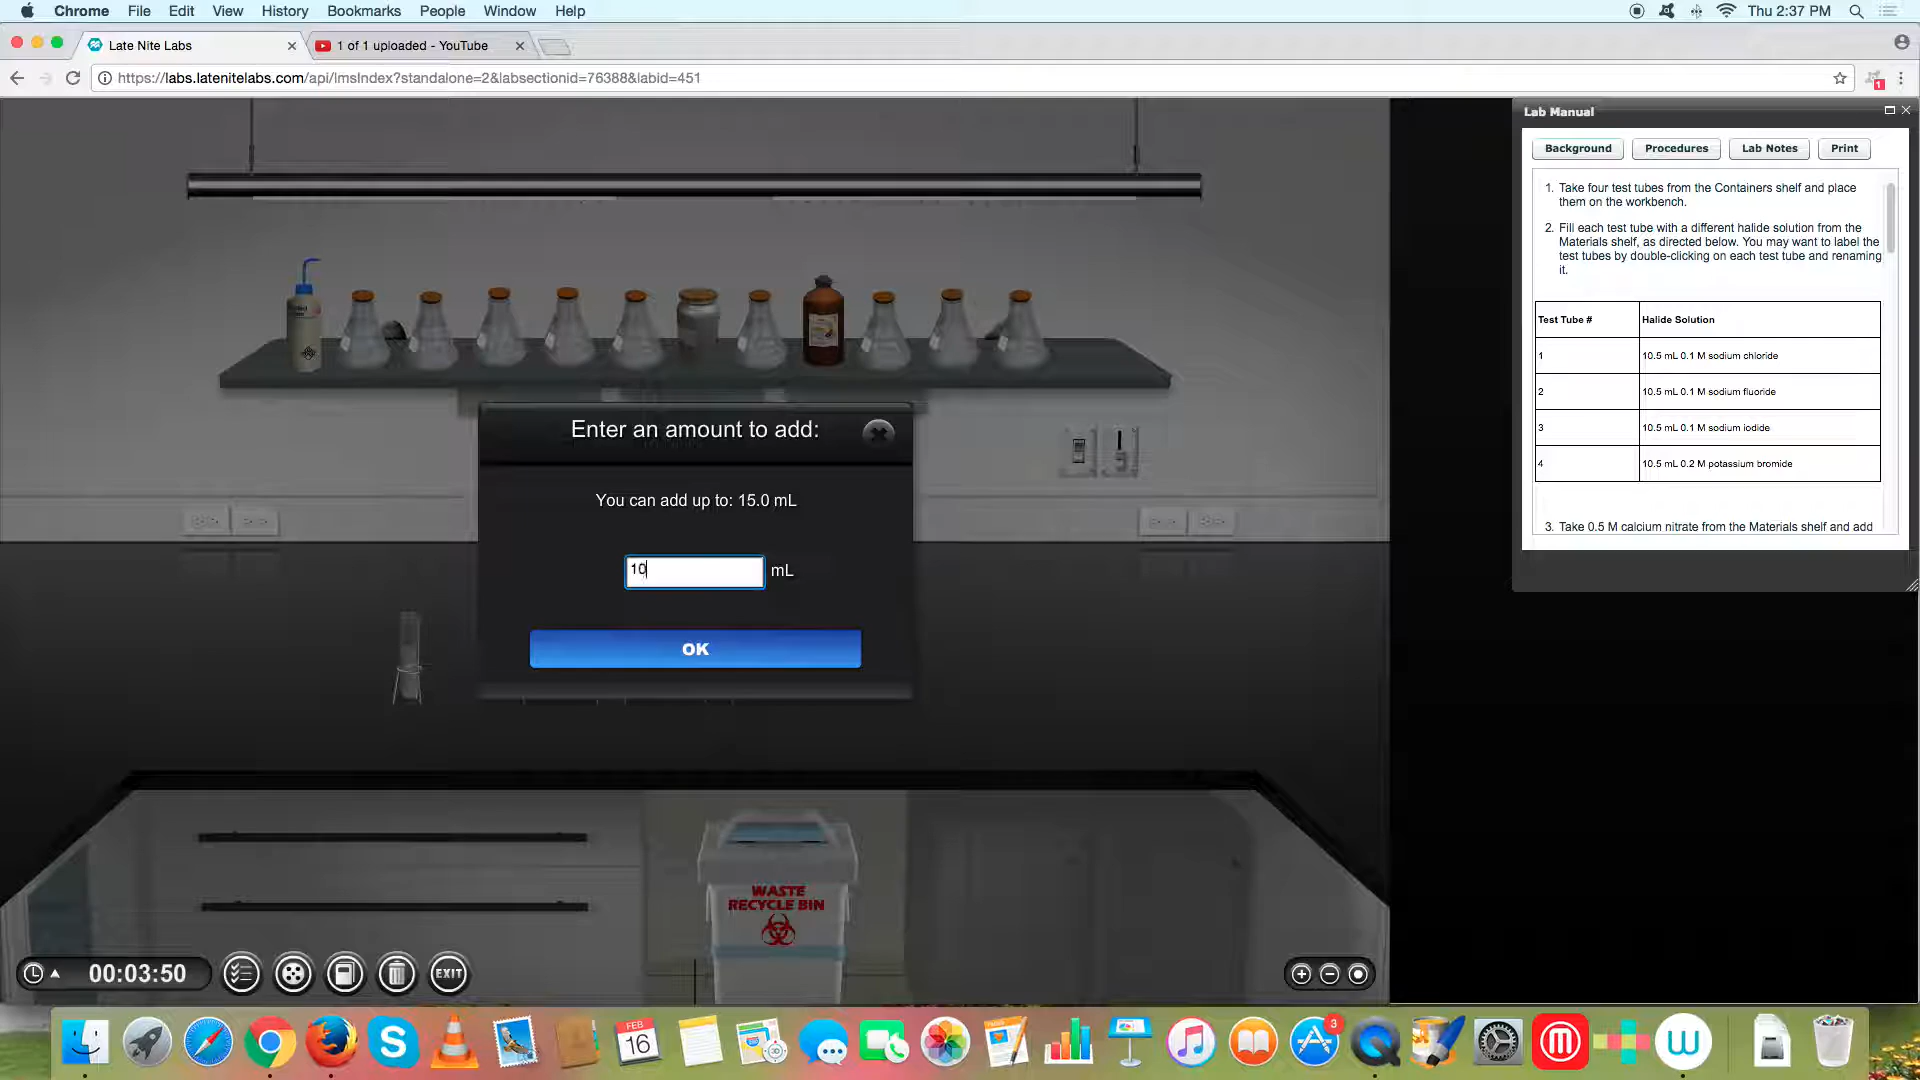 Chrome File Edit View History Bookmarks People Window Help
Thu 2:37 PM
Late Nite Labs
1 of 1 uploaded - YouTube
https://labs.latenitelabs.com/api/lmsIndex?standalone=2&labsectionid=76388&labid=451
1
Lab Manual
Background Procedures Lab Notes Print
1. Take four test tubes from the Containers shelf and place
them on the workbench.
2. Fill each test tube with a different halide solution from the
Materials shelf, as directed below. You may want to label the
test tubes by double-clicking on each test tube and renaming
it.
Test Tube # Halide Solution
1 10.5 mL 0.1 M sodium chloride
2 10.5 mL 0.1 M sodium fluoride
3 10.5 mL 0.1 M sodium iodide
4 10.5 mL 0.2 M potassium bromide
3. Take 0.5 M calcium nitrate from the Materials shelf and add
Enter an amount to add:
You can add up to: 15.0 mL
10 mL
OK
WASTE
RECYCLE BIN
00:03:50
EXIT
FEB
16
3